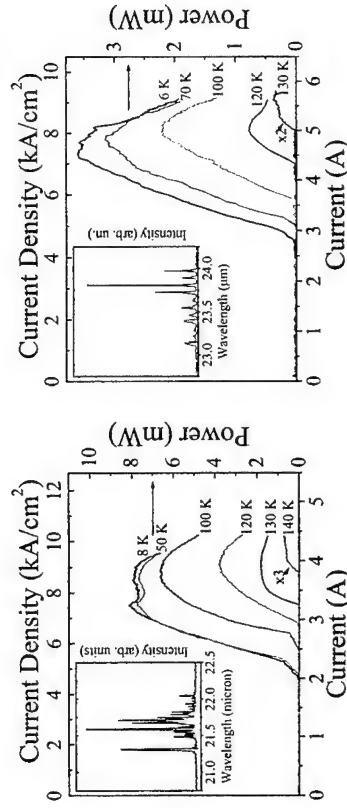 Current Density (kA/cm²)
0 2 4 6 8 10 12
10
8
6
4
2
0
Power (mW)
Intensity (arb. units)
21.0 21.5 22.0 22.5
Wavelength (micron)
8 K
50 K
100 K
120 K
130 K
x3
140 K
0 1 2 3 4 5
Current (A)
Current Density (kA/cm²)
0 2 4 6 8 10
3
2
1
0
Power (mW)
Intensity (arb. un.)
23.0 23.5 24.0
Wavelength (μm)
6 K
70 K
100 K
120 K
x2
130 K
0 1 2 3 4 5 6
Current (A)